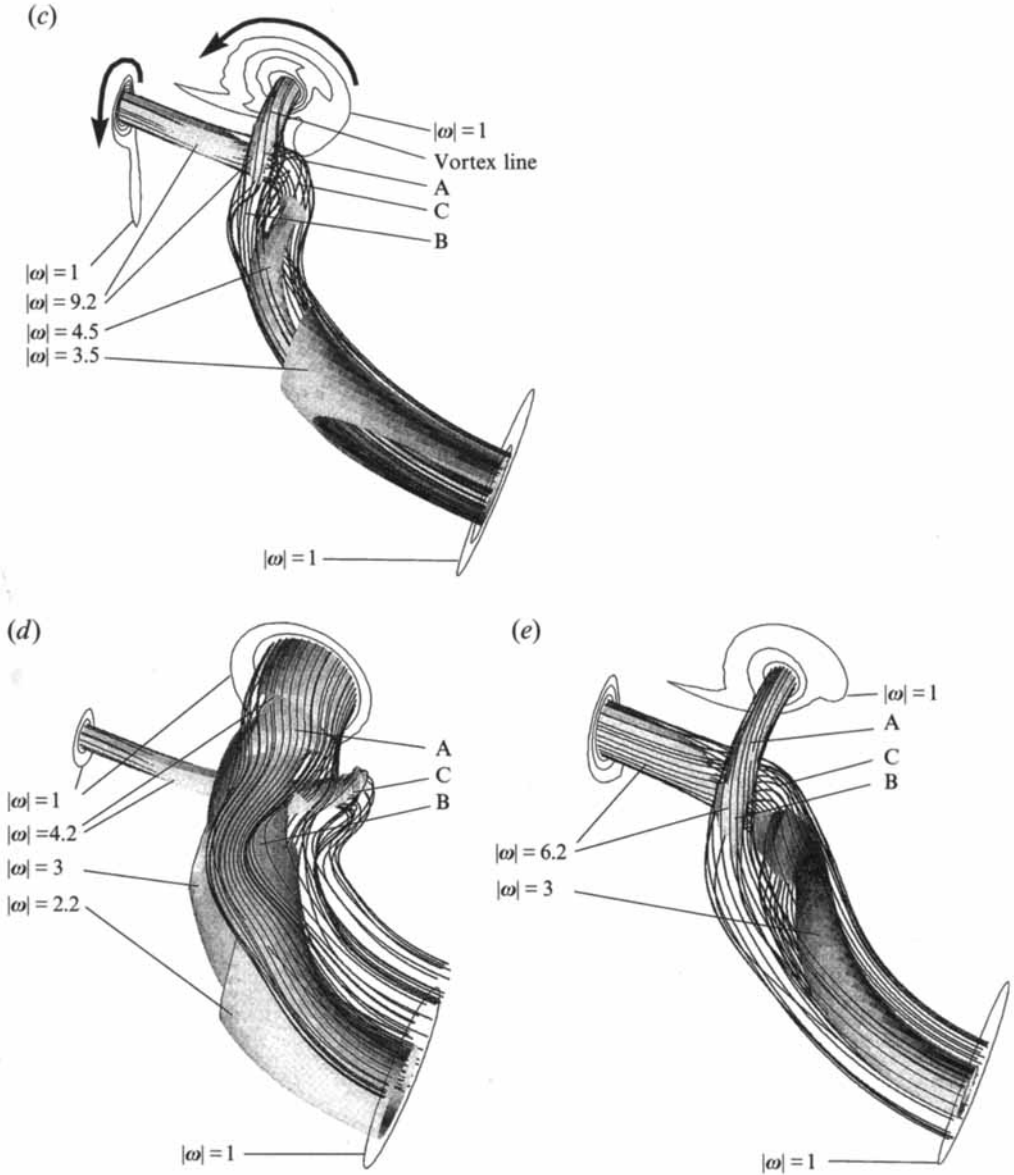 (c)
|ω| = 1
Vortex line
A
C
B
|ω| = 1
|ω| = 9.2
|ω| = 4.5
|ω| = 3.5
|ω| = 1
(d)
A
C
B
|ω| = 1
|ω| =4.2
|ω| = 3
|ω| = 2.2
|ω| = 1
(e)
|ω| = 1
A
C
B
|ω| = 6.2
|ω| = 3
|ω| = 1